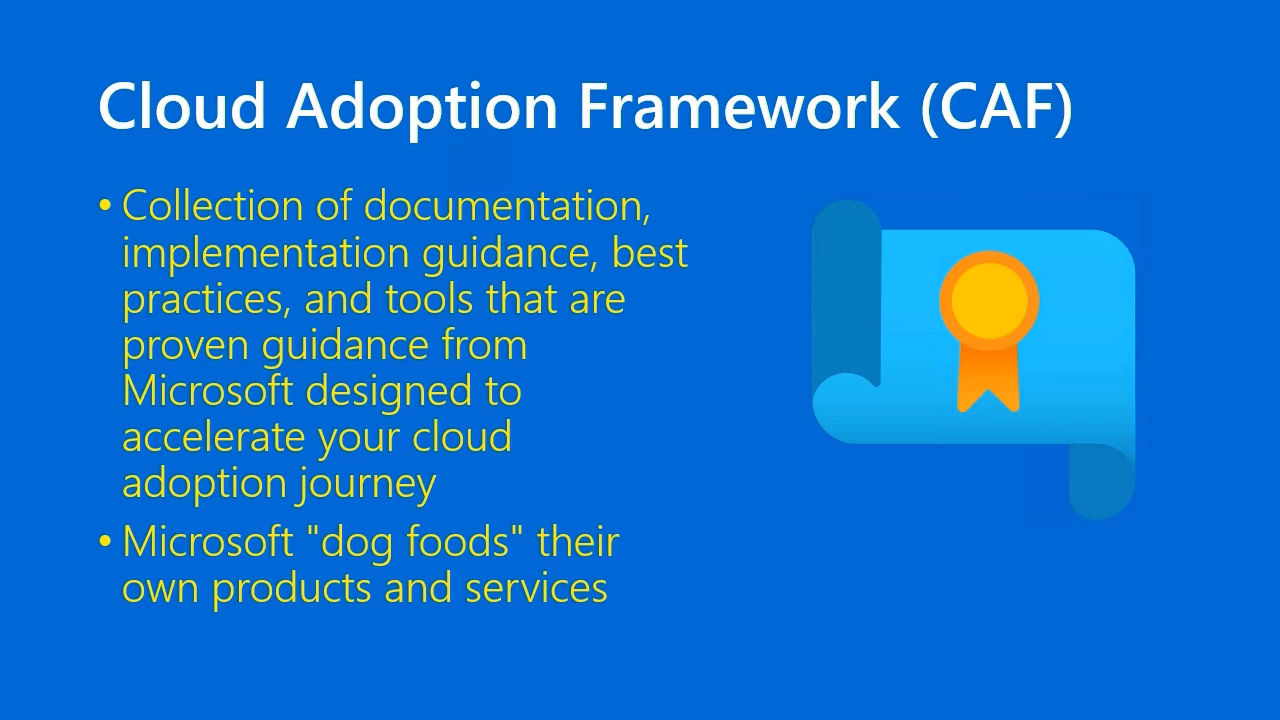 Cloud Adoption Framework (CAF)
• Collection of documentation,
implementation guidance, best
practices, and tools that are
proven guidance from
Microsoft designed to
accelerate your cloud
adoption journey
• Microsoft "dog foods" their
own products and services